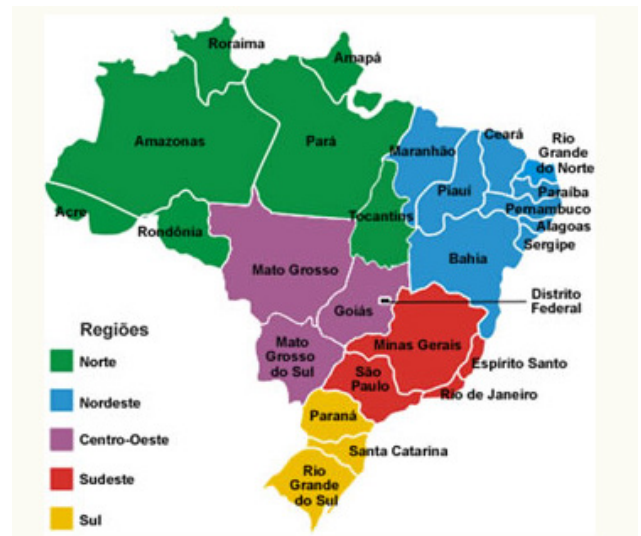 Roraima
Amapá
Amazonas
Pará
Maranhão
Ceará
Rio
Grande
do Norte
Piauí
Paraíba
Pernambuco
Alagoas
Sergipe
Acre
Rondônia
Tocantins
Bahia
Mato Grosso
Goiás
Distrito
Federal
Mato
Grosso
do Sul
Minas Gerais
Espírito Santo
São
Paulo
Rio de Janeiro
Paraná
Santa Catarina
Rio
Grande
do Sul
Regiões
Norte
Nordeste
Centro-Oeste
Sudeste
Sul